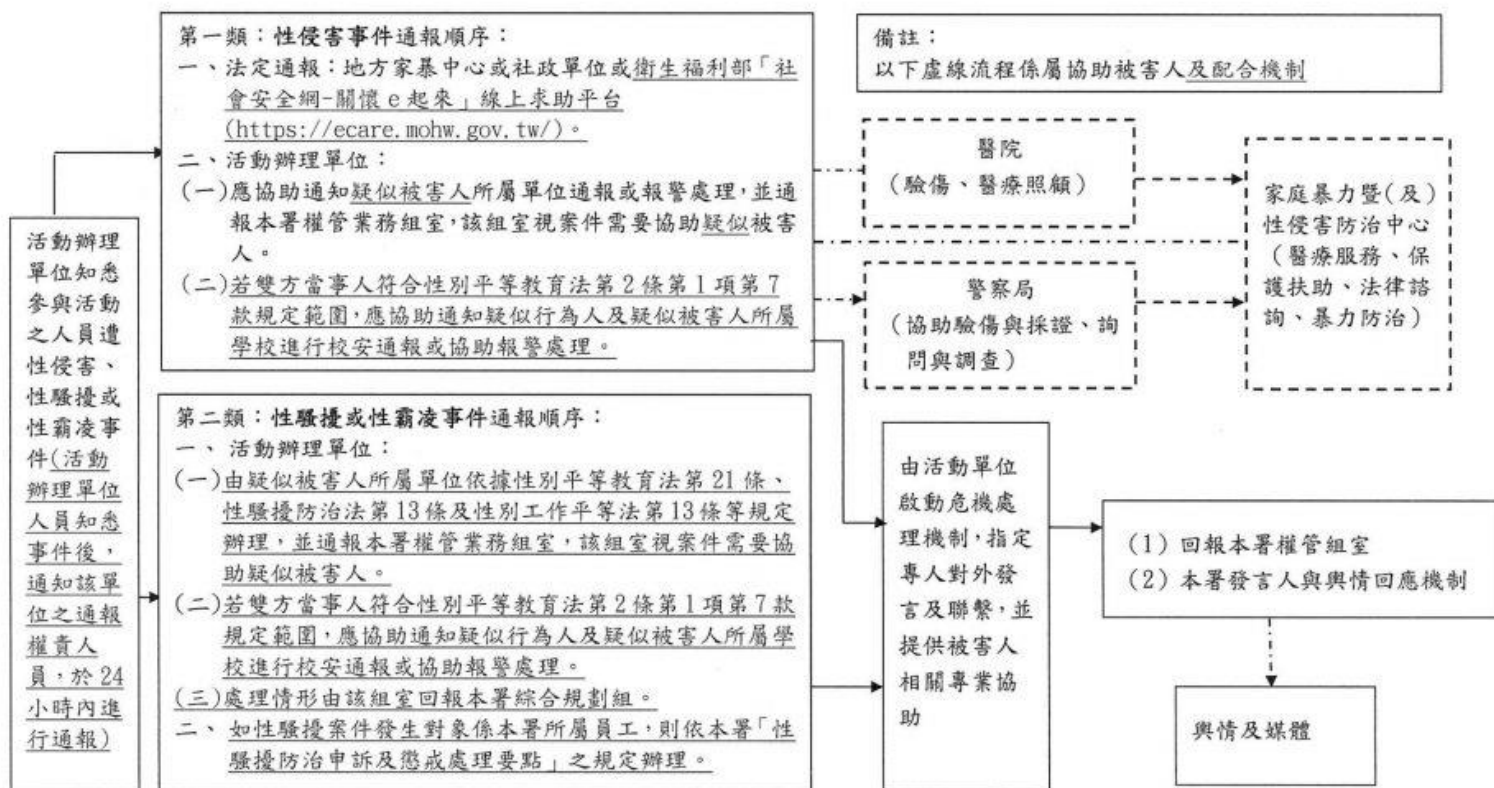 活動辦理
單位知悉
參與活動
之人員遭
性侵害、
性騷擾或
性霸凌事
件(活動
辦理單位
人員知悉
事件後，
通知該單
位之通報
權責人
員，於24
小時內進
行通報)
第一類：性侵害事件通報順序：
一、法定通報：地方家暴中心或社政單位或衛生福利部「社
會安全網-關懷 e 起來」線上求助平台
(https://ecare.mohw.gov.tw/)。
二、活動辦理單位：
(一)應協助通知疑似被害人所屬單位通報或報警處理，並通
報本署權管業務組室，該組室視案件需要協助疑似被害
人。
(二)若雙方當事人符合性別平等教育法第2條第1項第7
款規定範圍，應協助通知疑似行為人及疑似被害人所屬
學校進行校安通報或協助報警處理。
第二類：性騷擾或性霸凌事件通報順序：
一、 活動辦理單位：
(一)由疑似被害人所屬單位依據性別平等教育法第21條、
性騷擾防治法第13條及性別工作平等法第13條等規定
辦理，並通報本署權管業務組室，該組室視案件需要協
助疑似被害人。
(二)若雙方當事人符合性別平等教育法第2條第1項第7款
規定範圍，應協助通知疑似行為人及疑似被害人所屬學
校進行校安通報或協助報警處理。
(三)處理情形由該組室回報本署綜合規劃組。
二、 如性騷擾案件發生對象係本署所屬員工，則依本署「性
騷擾防治申訴及懲戒處理要點」之規定辦理。
備註：
以下虛線流程係屬協助被害人及配合機制
醫院
(驗傷、醫療照顧)
警察局
(協助驗傷與採證、詢
問與調查)
家庭暴力暨(及)
性侵害防治中心
(醫療服務、保
護扶助、法律諮
詢、暴力防治)
由活動單位
啟動危機處
理機制，指定
專人對外發
言及聯繫，並
提供被害人
相關專業協
助
(1) 回報本署權管組室
(2) 本署發言人與輿情回應機制
輿情及媒體